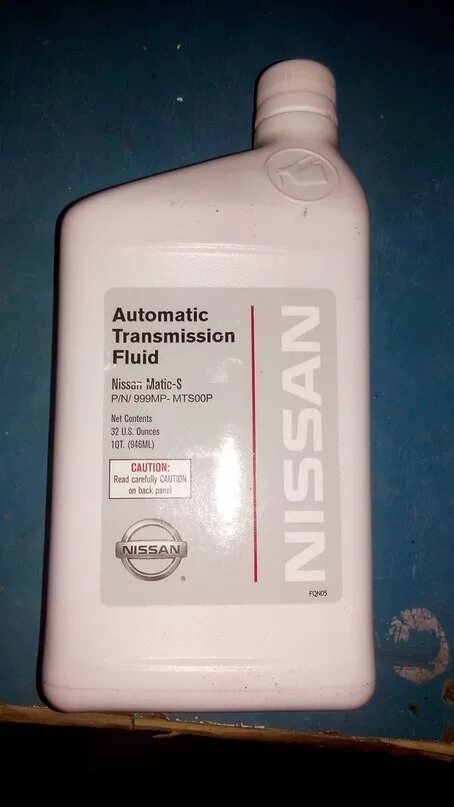 Automatic
Transmission
Fluid
Nissan Matic-S
P/N/ 999MP- MTS00P
Net Contents
32 U.S. Ounces
1QT. (946ML)
CAUTION:
Read carefully CAUTION
on back panel
NISSAN
®
NISSAN
FQN05